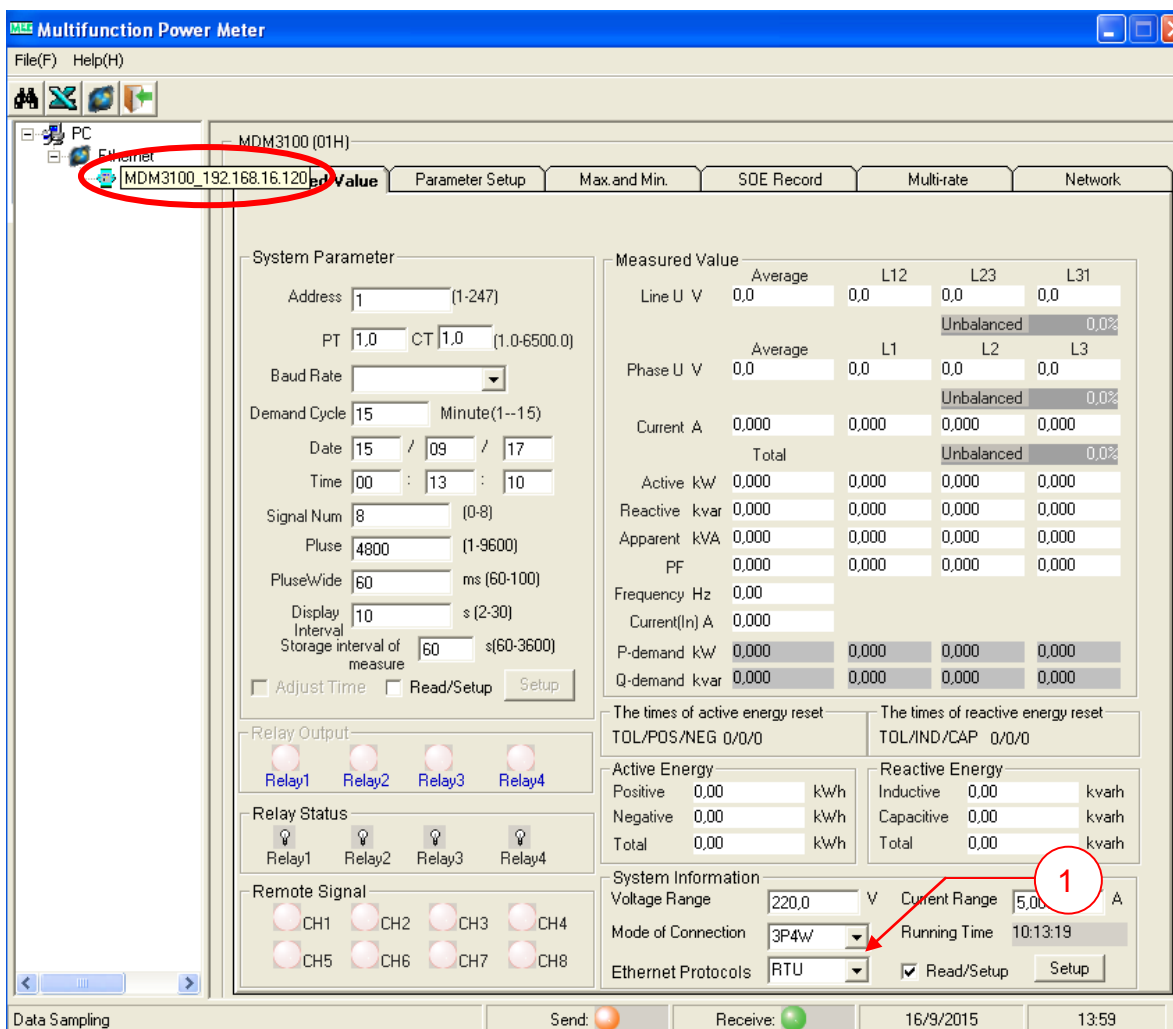 MEE Multifunction Power Meter
File(F) Help(H)
PC
Ethernet
MDM3100_192.168.16.120
MDM3100 (01H)
ed Value Parameter Setup Max.and Min. SOE Record Multi-rate Network
System Parameter
Address 1 (1-247)
PT 1,0 CT 1,0 (1.0-6500.0)
Baud Rate
Demand Cycle 15 Minute(1--15)
Date 15 / 09 / 17
Time 00 : 13 : 10
Signal Num 8 (0-8)
Pluse 4800 (1-9600)
PluseWide 60 ms (60-100)
Display Interval 10 s (2-30)
Storage interval of measure 60 s(60-3600)
Adjust Time Read/Setup Setup
Relay Output
Relay1 Relay2 Relay3 Relay4
Relay Status
Relay1 Relay2 Relay3 Relay4
Remote Signal
CH1 CH2 CH3 CH4
CH5 CH6 CH7 CH8
Measured Value
Average L12 L23 L31
Line U V 0,0 0,0 0,0 0,0
Unbalanced 0,0%
Average L1 L2 L3
Phase U V 0,0 0,0 0,0 0,0
Unbalanced 0,0%
Current A 0,000 0,000 0,000 0,000
Total Unbalanced 0,0%
Active kW 0,000 0,000 0,000 0,000
Reactive kvar 0,000 0,000 0,000 0,000
Apparent kVA 0,000 0,000 0,000 0,000
PF 0,000 0,000 0,000 0,000
Frequency Hz 0,00
Current(In) A 0,000
P-demand kW 0,000 0,000 0,000 0,000
Q-demand kvar 0,000 0,000 0,000 0,000
The times of active energy reset
TOL/POS/NEG 0/0/0
The times of reactive energy reset
TOL/IND/CAP 0/0/0
Active Energy
Positive 0,00 kWh
Negative 0,00 kWh
Total 0,00 kWh
Reactive Energy
Inductive 0,00 kvarh
Capacitive 0,00 kvarh
Total 0,00 kvarh
System Information
1
Voltage Range 220,0 V Current Range 5,00 A
Mode of Connection 3P4W Running Time 10:13:19
Ethernet Protocols RTU Read/Setup Setup
Data Sampling Send: Receive: 16/9/2015 13:59